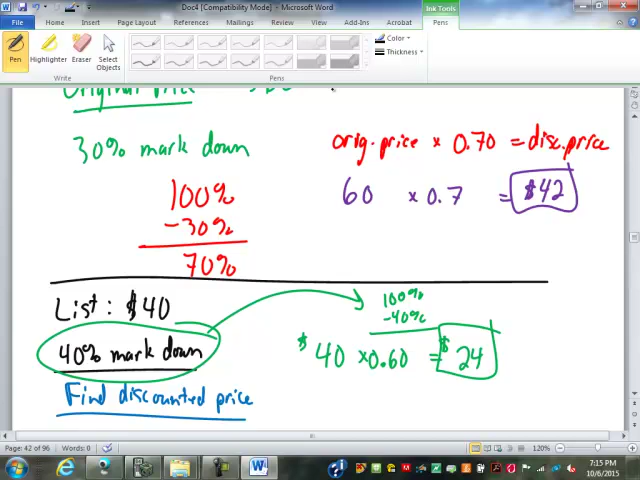 Doc4 [Compatibility Mode] - Microsoft Word
Ink Tools
File Home Insert Page Layout References Mailings Review View Add-Ins Acrobat Pens
Pen Highlighter Eraser Select Objects
Color
Thickness
Write Pens
Original Price
30% mark down
orig. price × 0.70 = disc. price
100%
60 × 0.7 = $42
-30%
70%
List: $40
100%
-40%
40% mark down
$40 × 0.60 = $24
Find discounted price
Page: 42 of 96 Words: 0 120%
7:15 PM
10/6/2015